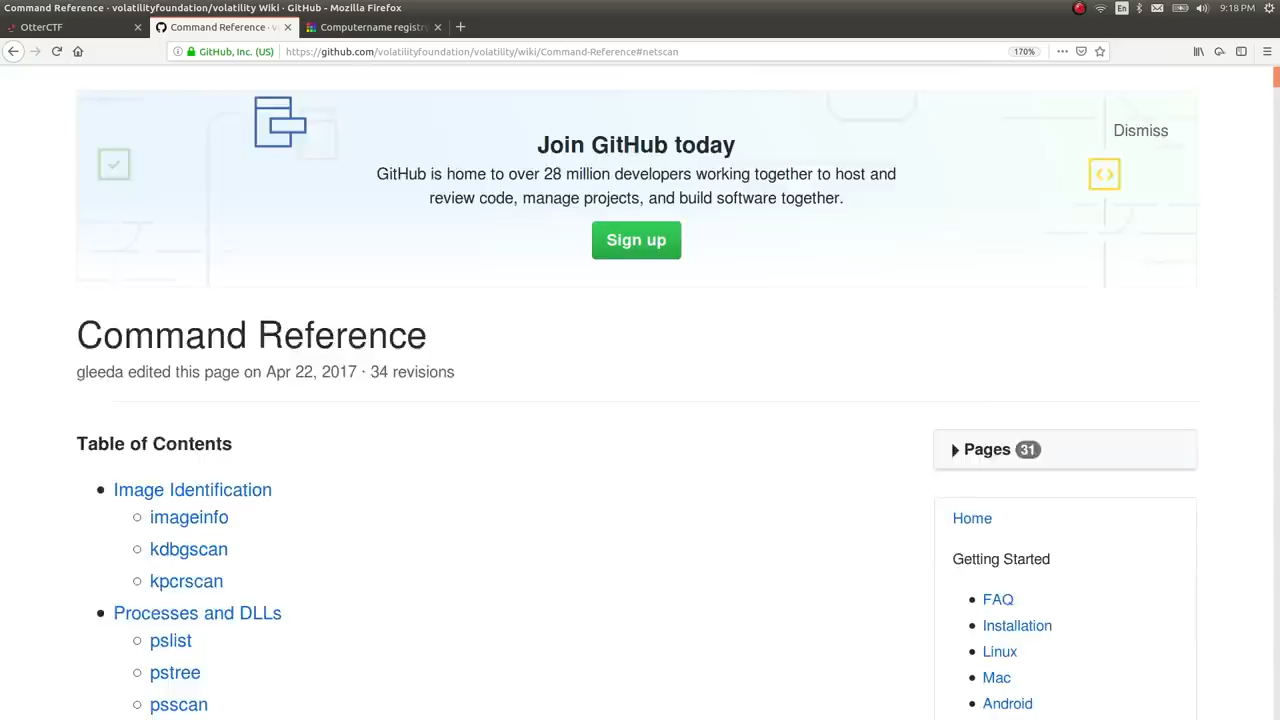 Command Reference · volatilityfoundation/volatility Wiki · GitHub - Mozilla Firefox
En
9:18 PM
OtterCTF
Command Reference · v
Computername registry
GitHub, Inc. (US)
https://github.com/volatilityfoundation/volatility/wiki/Command-Reference#netscan
170%
Join GitHub today
Dismiss
GitHub is home to over 28 million developers working together to host and
review code, manage projects, and build software together.
Sign up
Command Reference
gleeda edited this page on Apr 22, 2017 · 34 revisions
Table of Contents
Pages 31
Image Identification
imageinfo
kdbgscan
kpcrscan
Processes and DLLs
pslist
pstree
psscan
Home
Getting Started
FAQ
Installation
Linux
Mac
Android